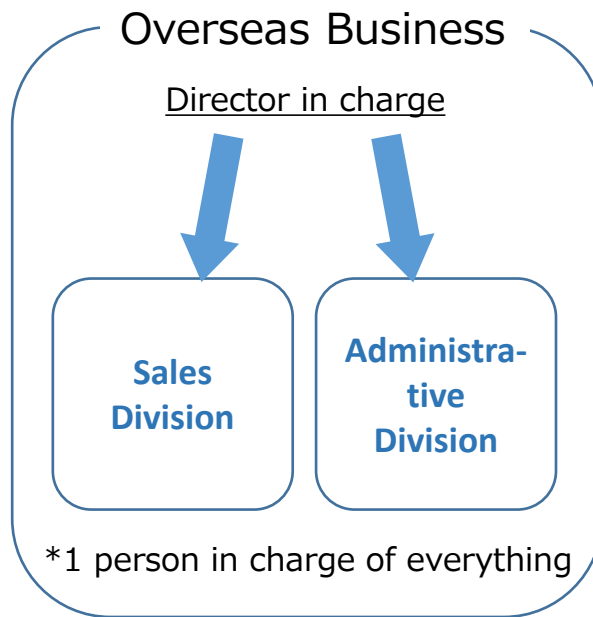 Overseas Business
Director in charge
Sales
Division
Administra-
tive
Division
*1 person in charge of everything